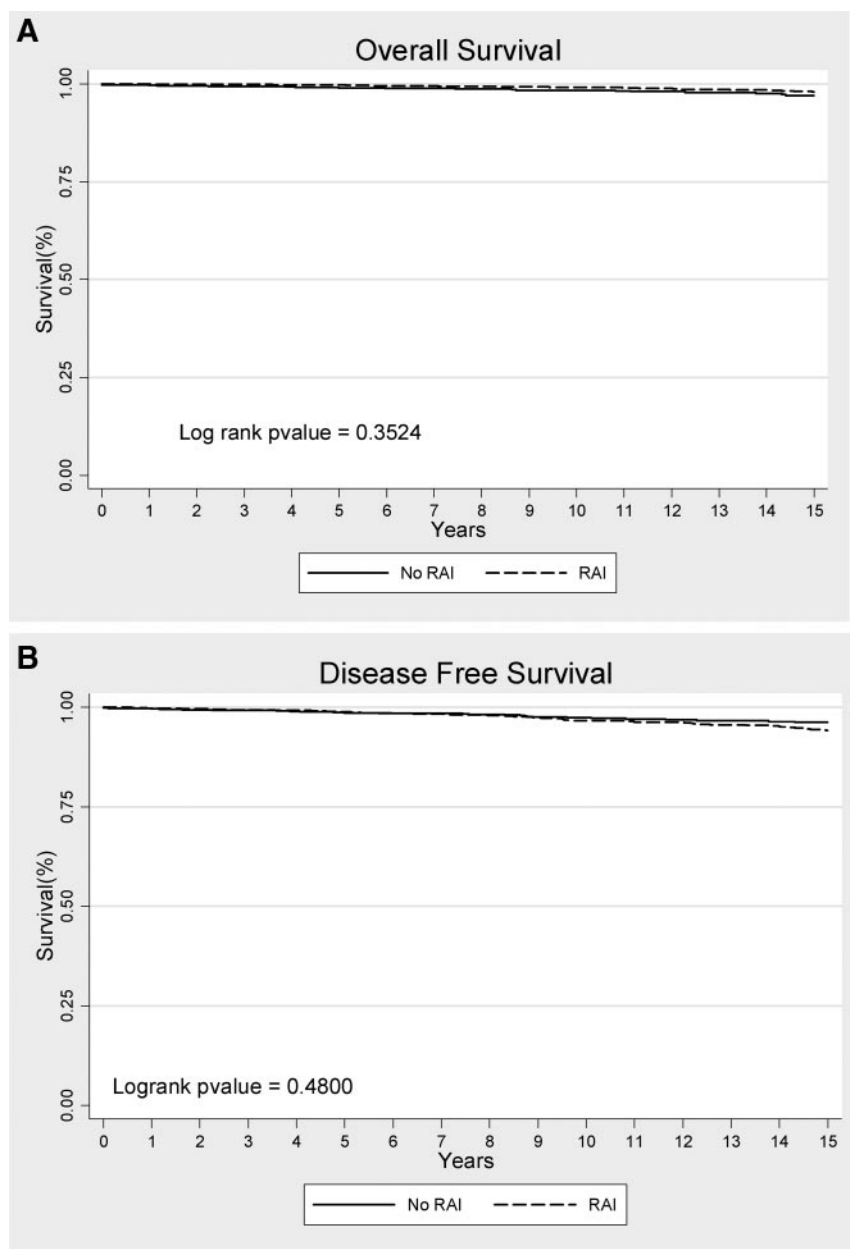 A
Overall Survival
Survival(%)
1.00
0.75
0.50
0.25
0.00
Log rank pvalue = 0.3524
0 1 2 3 4 5 6 7 8 9 10 11 12 13 14 15
Years
No RAI RAI
B
Disease Free Survival
Survival(%)
1.00
0.75
0.50
0.25
0.00
Logrank pvalue = 0.4800
0 1 2 3 4 5 6 7 8 9 10 11 12 13 14 15
Years
No RAI RAI